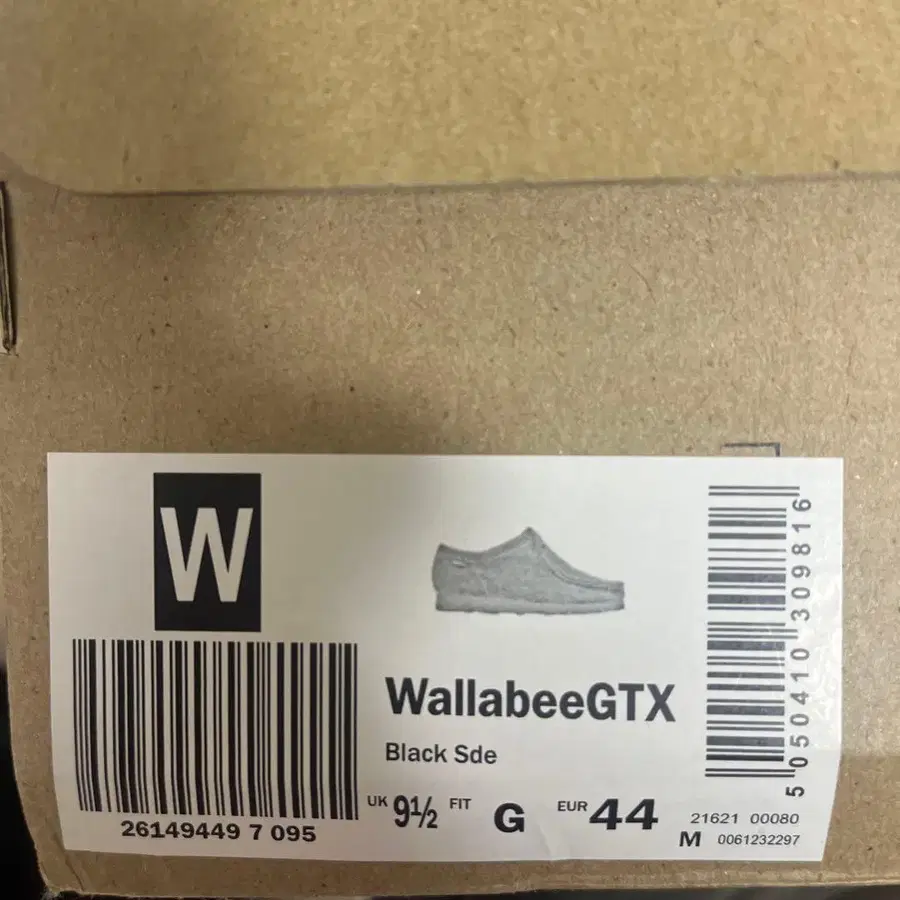 W
26149449 7 095
WallabeeGTX
Black Sde
UK 9½ FIT G EUR 44
21621 00080
M 0061232297
5 050410 309816